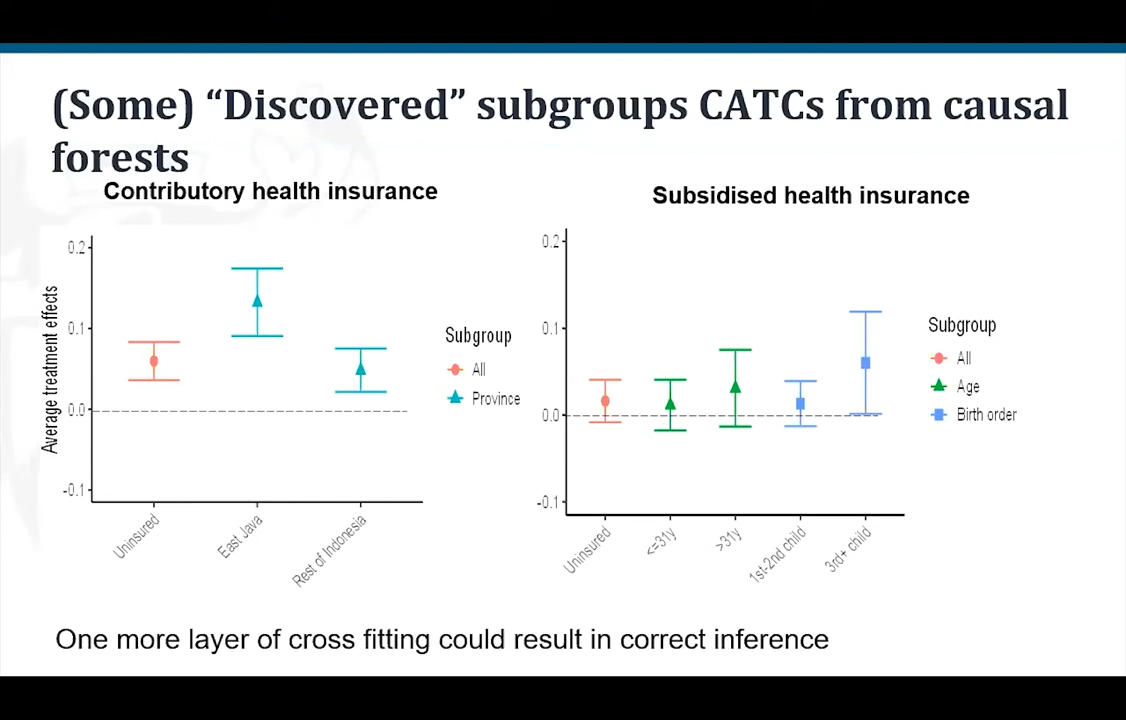 (Some) “Discovered” subgroups CATCs from causal
forests
Contributory health insurance
Average treatment effects
0.2
0.1
0.0
-0.1
Uninsured
East Java
Rest of Indonesia
Subgroup
All
Province
Subsidised health insurance
0.2
0.1
0.0
-0.1
Uninsured
<=31y
>31y
1st-2nd child
3rd+ child
Subgroup
All
Age
Birth order
One more layer of cross fitting could result in correct inference